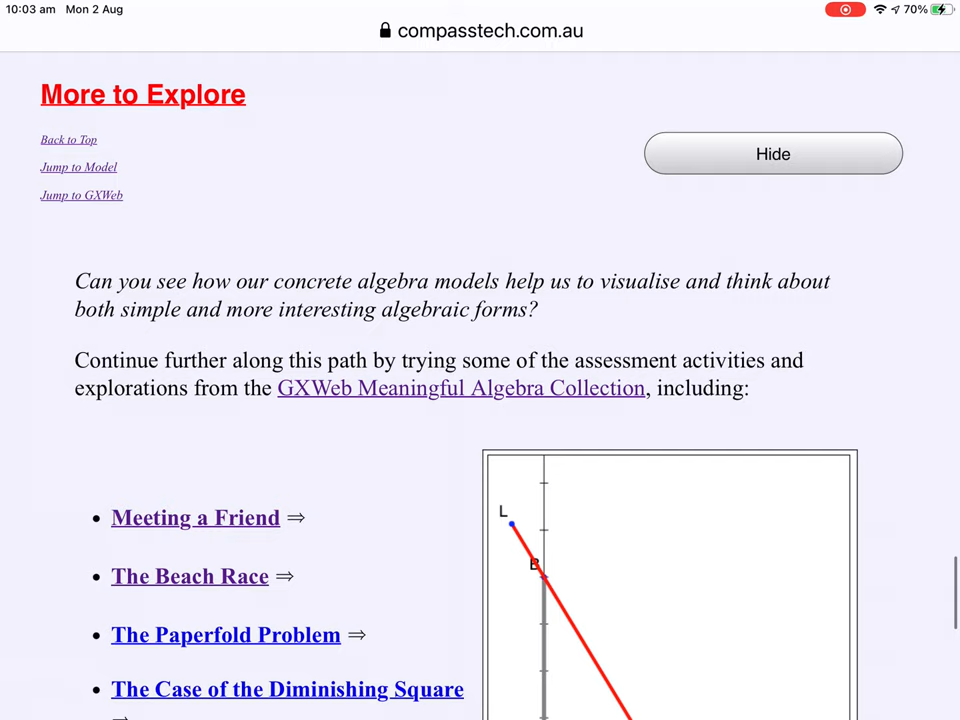 10:03 am Mon 2 Aug
70%
compasstech.com.au
More to Explore
Back to Top
Hide
Jump to Model
Jump to GXWeb
Can you see how our concrete algebra models help us to visualise and think about
both simple and more interesting algebraic forms?
Continue further along this path by trying some of the assessment activities and
explorations from the GXWeb Meaningful Algebra Collection, including:
• Meeting a Friend ⇒
• The Beach Race ⇒
• The Paperfold Problem ⇒
• The Case of the Diminishing Square
⇒
L
B